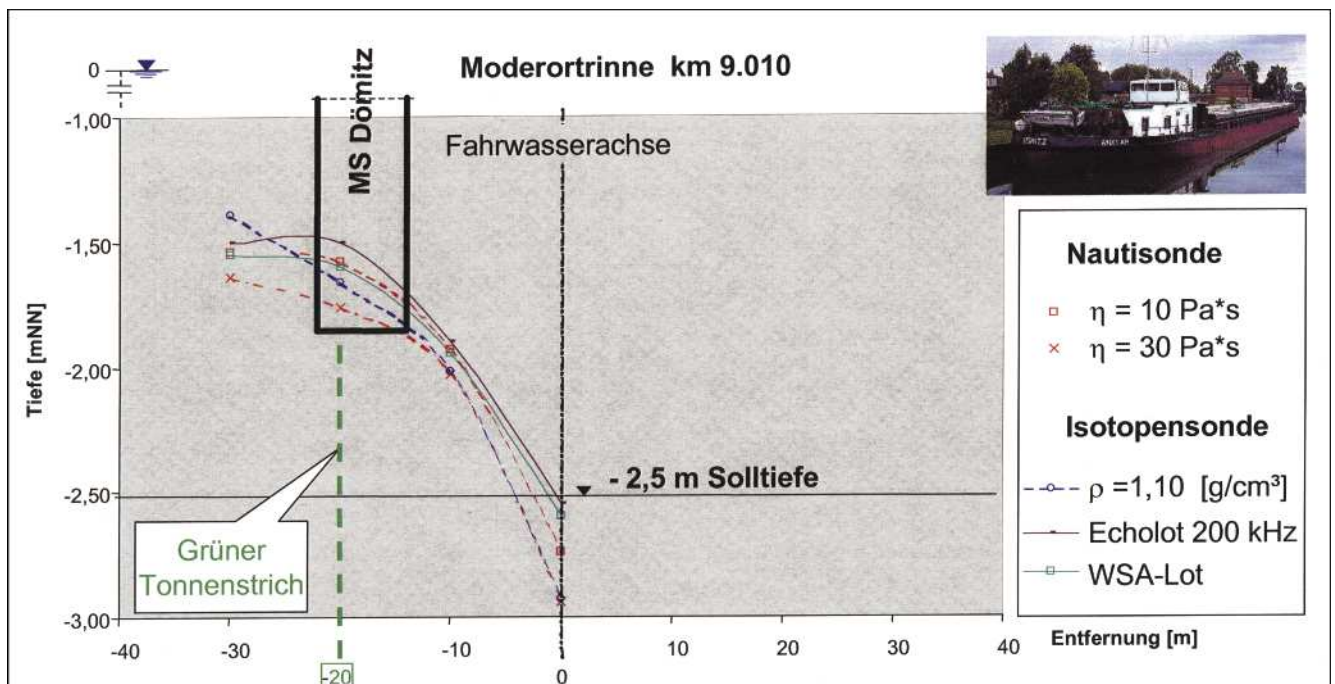 Moderortrinne km 9.010
MS Dömitz
Fahrwasserachse
0
-1,00
-1,50
-2,00
-2,50
-3,00
Tiefe [mNN]
- 2,5 m Solltiefe
Grüner
Tonnenstrich
-40
-30
-20
-10
0
10
20
30
40
Entfernung [m]
Nautisonde
η = 10 Pa*s
η = 30 Pa*s
Isotopensonde
ρ =1,10 [g/cm³]
Echolot 200 kHz
WSA-Lot